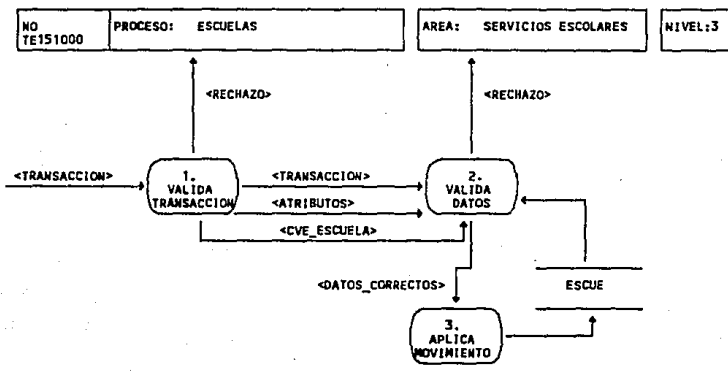 NO
TE151000
PROCESO: ESCUELAS
AREA: SERVICIOS ESCOLARES
NIVEL:3
<RECHAZO>
<RECHAZO>
<TRANSACCION>
1.
VALIDA
TRANSACCION
<TRANSACCION>
<ATRIBUTOS>
<CVE_ESCUELA>
2.
VALIDA
DATOS
<DATOS_CORRECTOS>
ESCUE
3.
APLICA
MOVIMIENTO